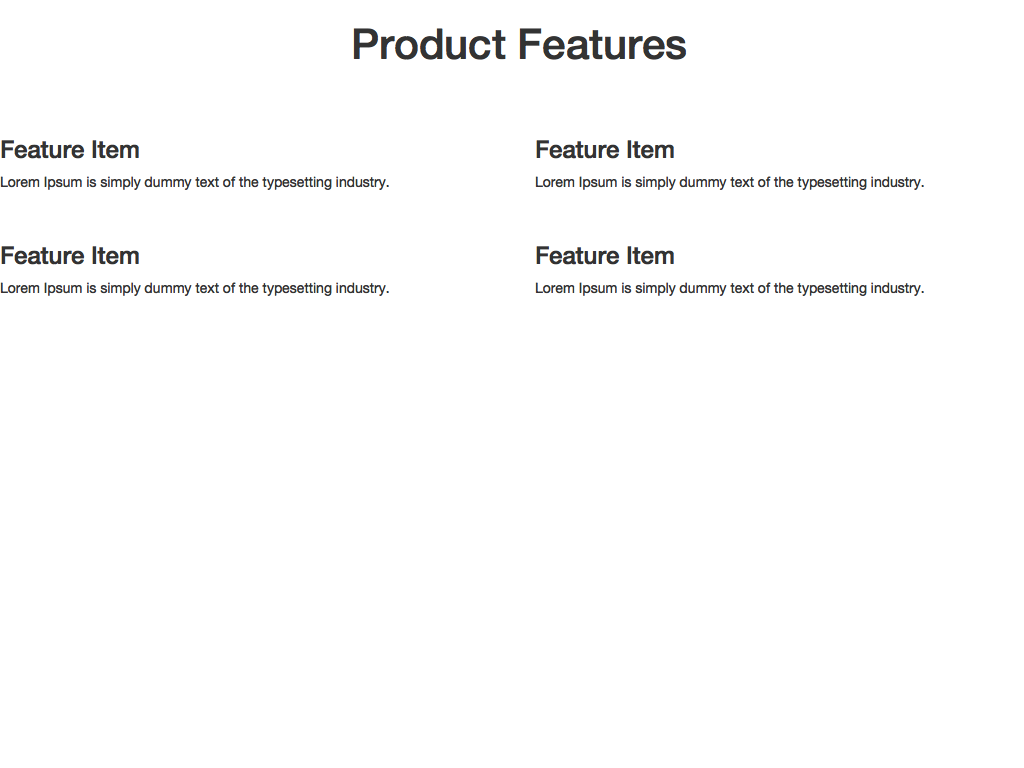 Product Features
Feature Item
Lorem Ipsum is simply dummy text of the typesetting industry.
Feature Item
Lorem Ipsum is simply dummy text of the typesetting industry.
Feature Item
Lorem Ipsum is simply dummy text of the typesetting industry.
Feature Item
Lorem Ipsum is simply dummy text of the typesetting industry.